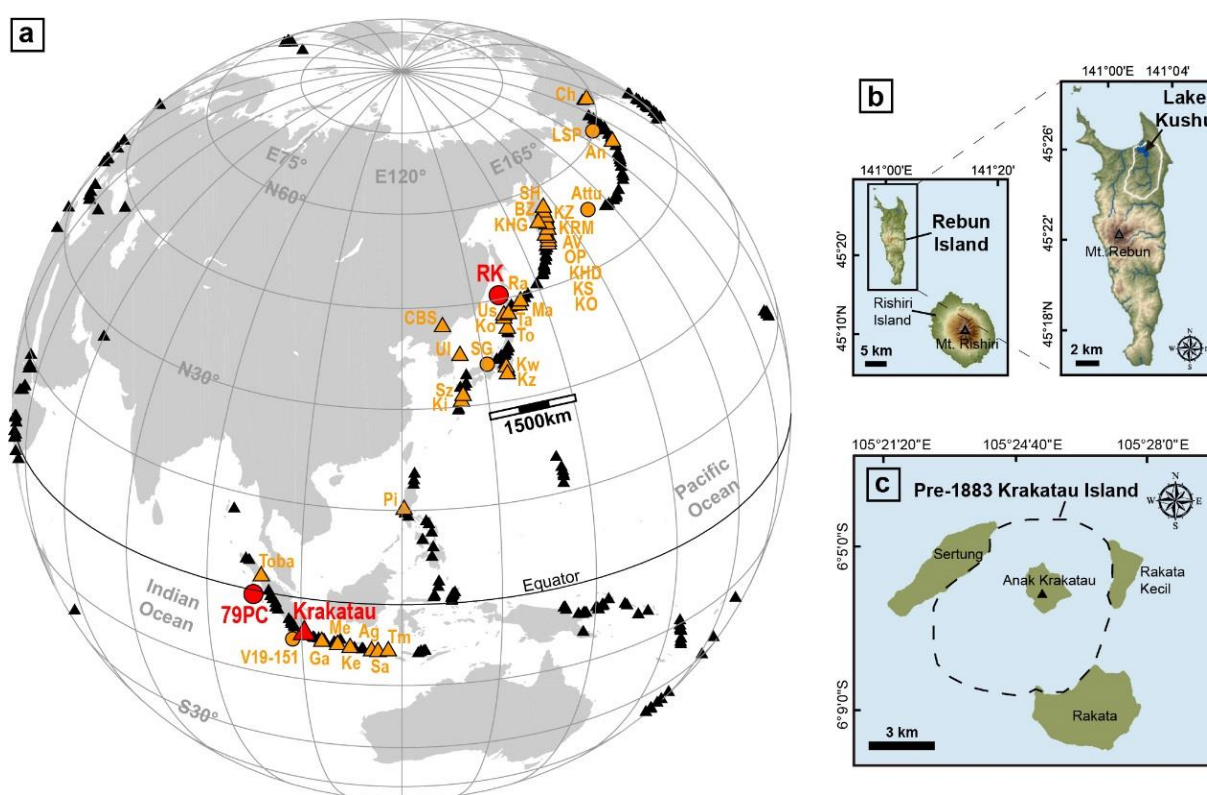 a
Ch
LSP
An
E75°
E120°
E165°
N60°
SH
Attu
BZ
KZ
KHG
KRM
AV
OP
KHD
KS
KO
RK
Ra
CBS
Us
Ma
Ko
Ta
To
Ul
SG
Kw
Kz
N30°
Sz
Ki
1500km
Pi
Pacific
Ocean
Toba
Equator
Indian
Ocean
79PC
Krakatau
Me
Ag
Tm
V19-151
Ga
Ke
Sa
S30°
b
141°00'E
141°20'
45°20'
45°10'N
Rebun
Island
Rishiri
Island
Mt. Rishiri
5 km
141°00'E
141°04'
Lake
Kushu
45°26'
45°22'
45°18'
Mt. Rebun
W
E
2 km
c
105°21'20"E
105°24'40"E
105°28'0"E
Pre-1883 Krakatau Island
N
W
E
S
6°5'0"S
6°9'0"S
Sertung
Anak Krakatau
Rakata
Kecil
Rakata
3 km